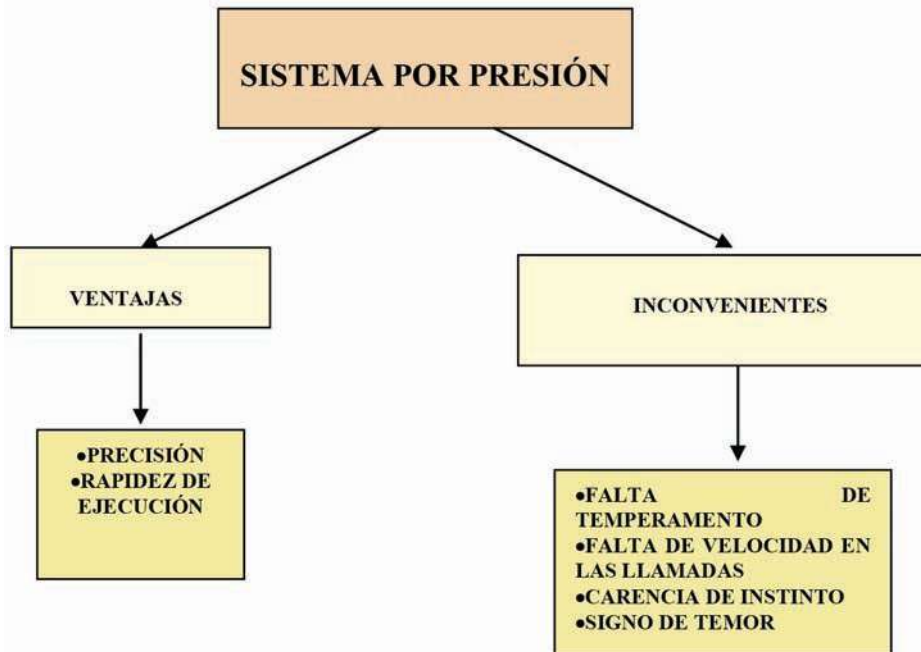 SISTEMA POR PRESIÓN
VENTAJAS
INCONVENIENTES
•PRECISIÓN
•RAPIDEZ DE
EJECUCIÓN
•FALTA DE
TEMPERAMENTO
•FALTA DE VELOCIDAD EN
LAS LLAMADAS
•CARENCIA DE INSTINTO
•SIGNO DE TEMOR